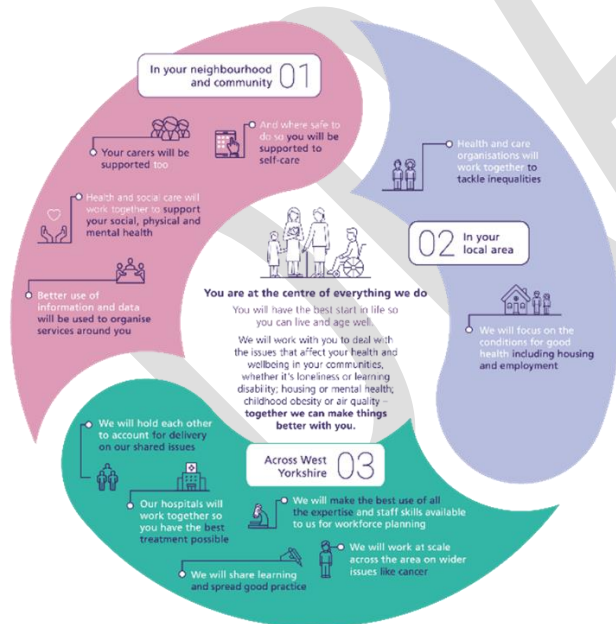 In your neighbourhood
and community 01
And where safe to
do so you will be
supported to
self-care
Your carers will be
supported too
Health and social care will
work together to support
your social, physical and
mental health
Better use of
information and data
will be used to organise
services around you
Health and care
organisations will
work together to
tackle inequalities
02 In your
local area
We will focus on the
conditions for good
health including housing
and employment
You are at the centre of everything we do
You will have the best start in life so
you can live and age well
We will work with you to deal with
the issues that affect your health and
wellbeing in your communities,
whether it's loneliness or learning
disability; housing or mental health;
childhood obesity or air quality –
together we can make things
better with you.
Across West
Yorkshire 03
We will hold each other
to account for delivery
on our shared issues
Our hospitals will
work together so
you have the best
treatment possible
We will make the best use of all
the expertise and staff skills available
to us for workforce planning
We will work at scale
across the area on wider
issues like cancer
We will share learning
and spread good practice